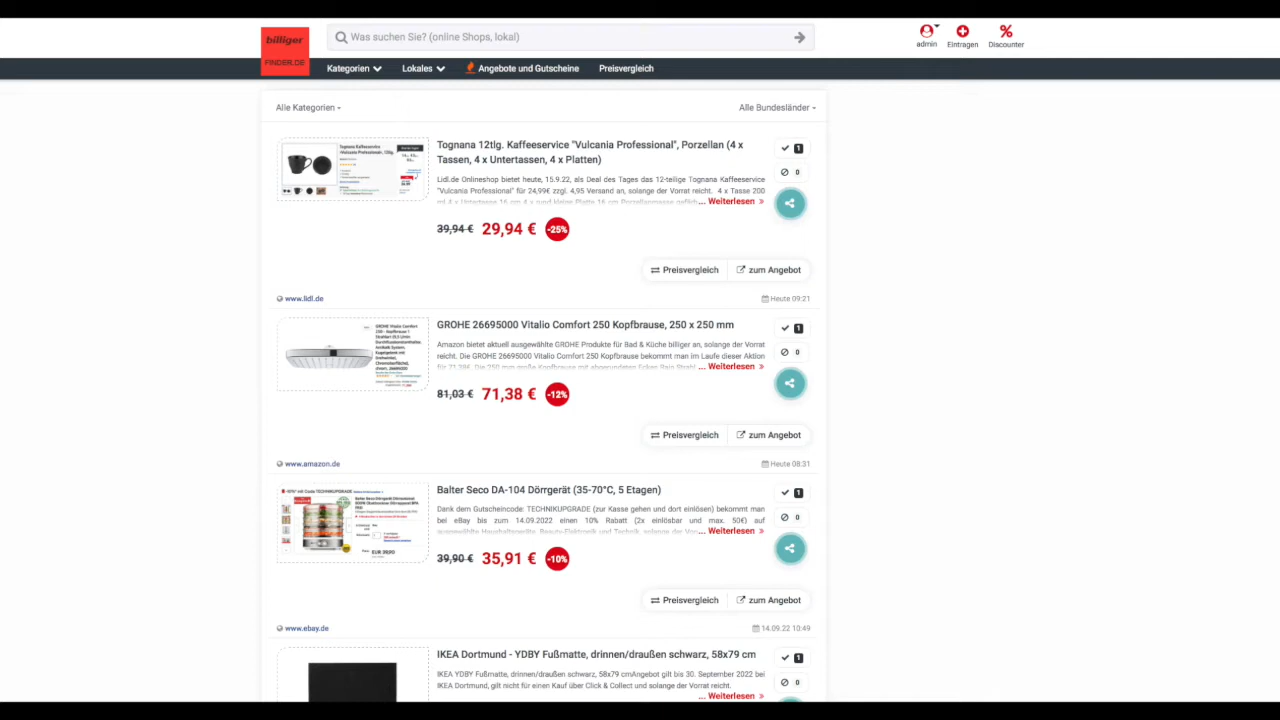 billiger
FINDER.DE
Was suchen Sie? (online Shops, lokal)
admin
Eintragen
Discounter
Kategorien
Lokales
Angebote und Gutscheine
Preisvergleich
Alle Kategorien
Alle Bundesländer
Tognana 12tlg. Kaffeeservice "Vulcania Professional", Porzellan (4 x
Tassen, 4 x Untertassen, 4 x Platten)
1
Lidl.de Onlineshop bietet heute, 15.9.22, als Deal des Tages das 12-teilige Tognana Kaffeeservice
"Vulcania Professional" für 24,99€ zzgl. 4,95 Versand an, solange der Vorrat reicht. 4 x Tasse 200
0
... Weiterlesen »
39,94 € 29,94 € -25%
Preisvergleich
zum Angebot
www.lidl.de
Heute 09:21
GROHE 26695000 Vitalio Comfort 250 Kopfbrause, 250 x 250 mm
1
Amazon bietet aktuell ausgewählte GROHE Produkte für Bad & Küche billiger an, solange der Vorrat
reicht. Die GROHE 26695000 Vitalio Comfort 250 Kopfbrause bekommt man im Laufe dieser Aktion
0
... Weiterlesen »
81,03 € 71,38 € -12%
Preisvergleich
zum Angebot
www.amazon.de
Heute 08:31
Balter Seco DA-104 Dörrgerät (35-70°C, 5 Etagen)
1
Denk dem Gutscheincode: TECHNIKUPGRADE (zur Kasse gehen und dort einlösen) bekommt man
bei eBay bis zum 14.09.2022 einen 10% Rabatt (2x einlösbar und max. 50€) auf
0
... Weiterlesen »
39,90 € 35,91 € -10%
Preisvergleich
zum Angebot
www.ebay.de
14.09.22 10:49
IKEA Dortmund - YDBY Fußmatte, drinnen/draußen schwarz, 58x79 cm
1
IKEA YDBY Fußmatte, drinnen/draußen schwarz, 58x79 cmAngebot gilt bis 30. September 2022 bei
IKEA Dortmund, gilt nicht für einen Kauf über Click & Collect und solange der Vorrat reicht.
0
... Weiterlesen »